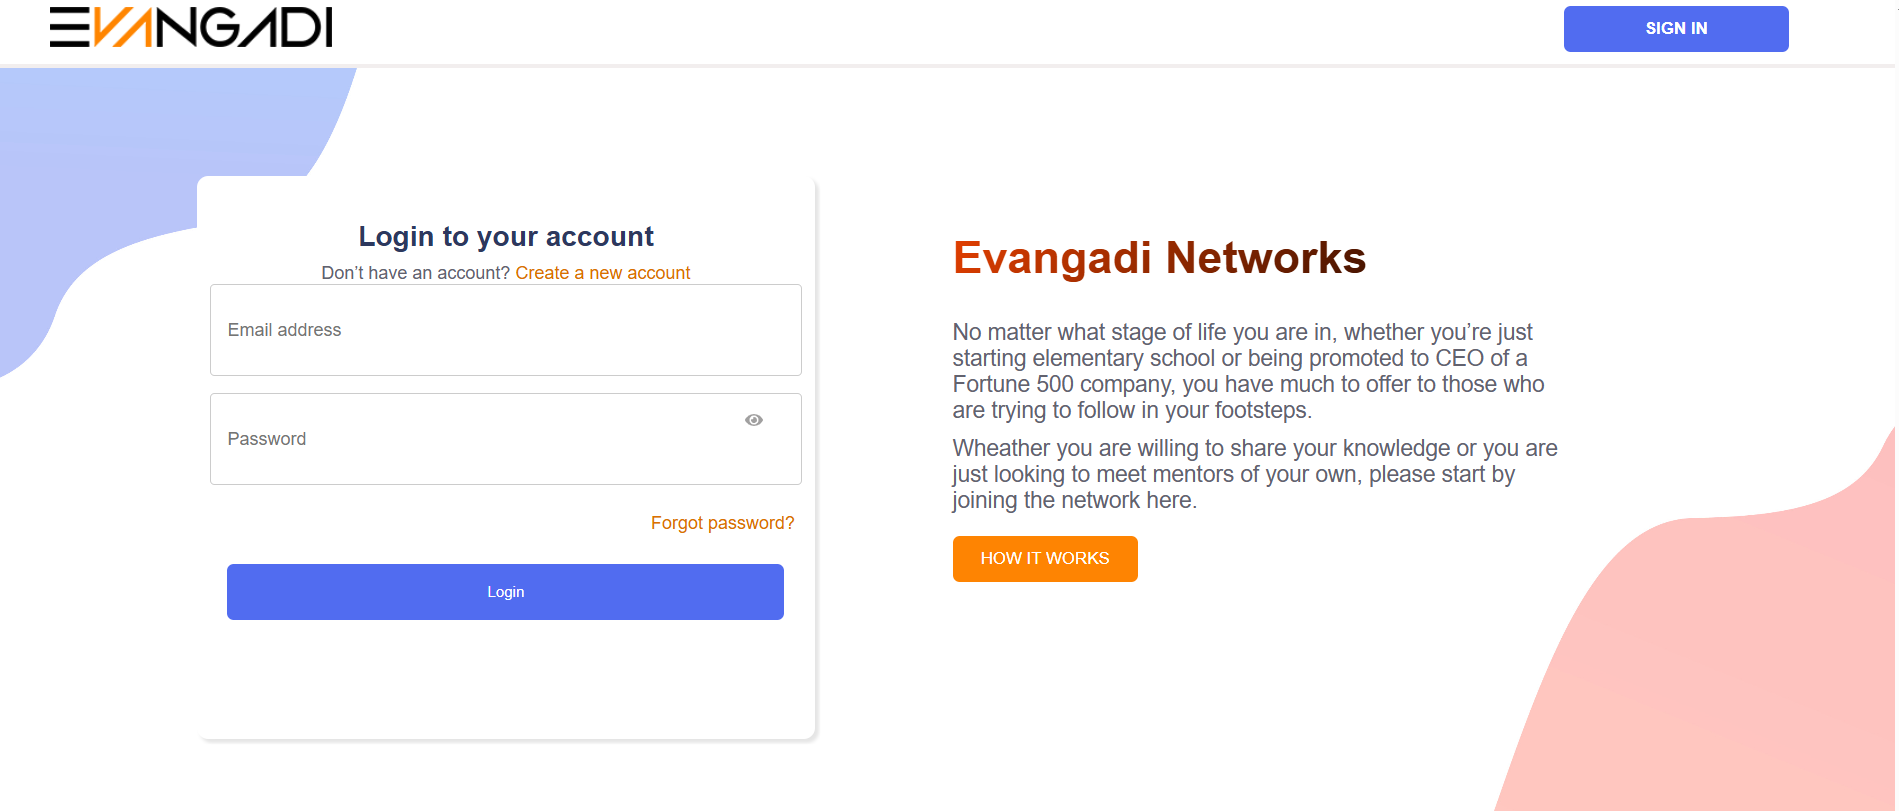 EVANGADI
SIGN IN
Login to your account
Don’t have an account? Create a new account
Email address
Password
Forgot password?
Login
Evangadi Networks
No matter what stage of life you are in, whether you’re just
starting elementary school or being promoted to CEO of a
Fortune 500 company, you have much to offer to those who
are trying to follow in your footsteps.
Wheather you are willing to share your knowledge or you are
just looking to meet mentors of your own, please start by
joining the network here.
HOW IT WORKS